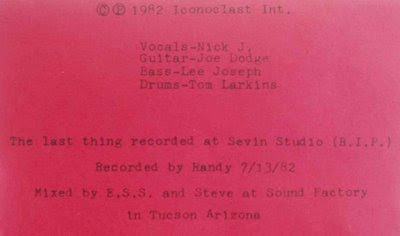 © Ⓟ 1982 Iconoclast Int.
Vocals-Nick J.
Guitar-Joe Dodge
Bass-Lee Joseph
Drums-Tom Larkins
The last thing recorded at Sevin Studio (R.I.P.)
Recorded by Randy 7/13/82
Mixed by E.S.S. and Steve at Sound Factory
in Tucson Arizona